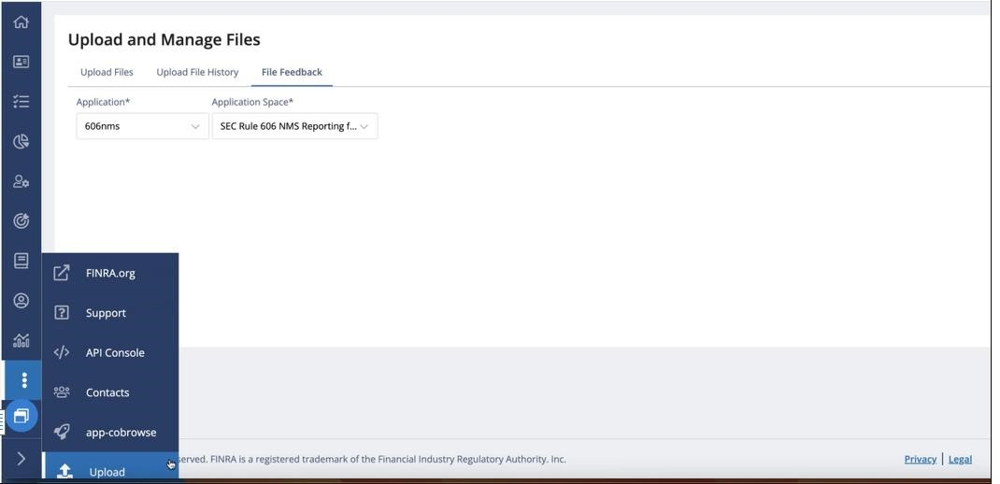 Upload and Manage Files
Upload Files Upload File History File Feedback
Application* Application Space*
606nms SEC Rule 606 NMS Reporting f...
FINRA.org
Support
API Console
Contacts
app-cobrowse
Upload
served. FINRA is a registered trademark of the Financial Industry Regulatory Authority. Inc.
Privacy | Legal